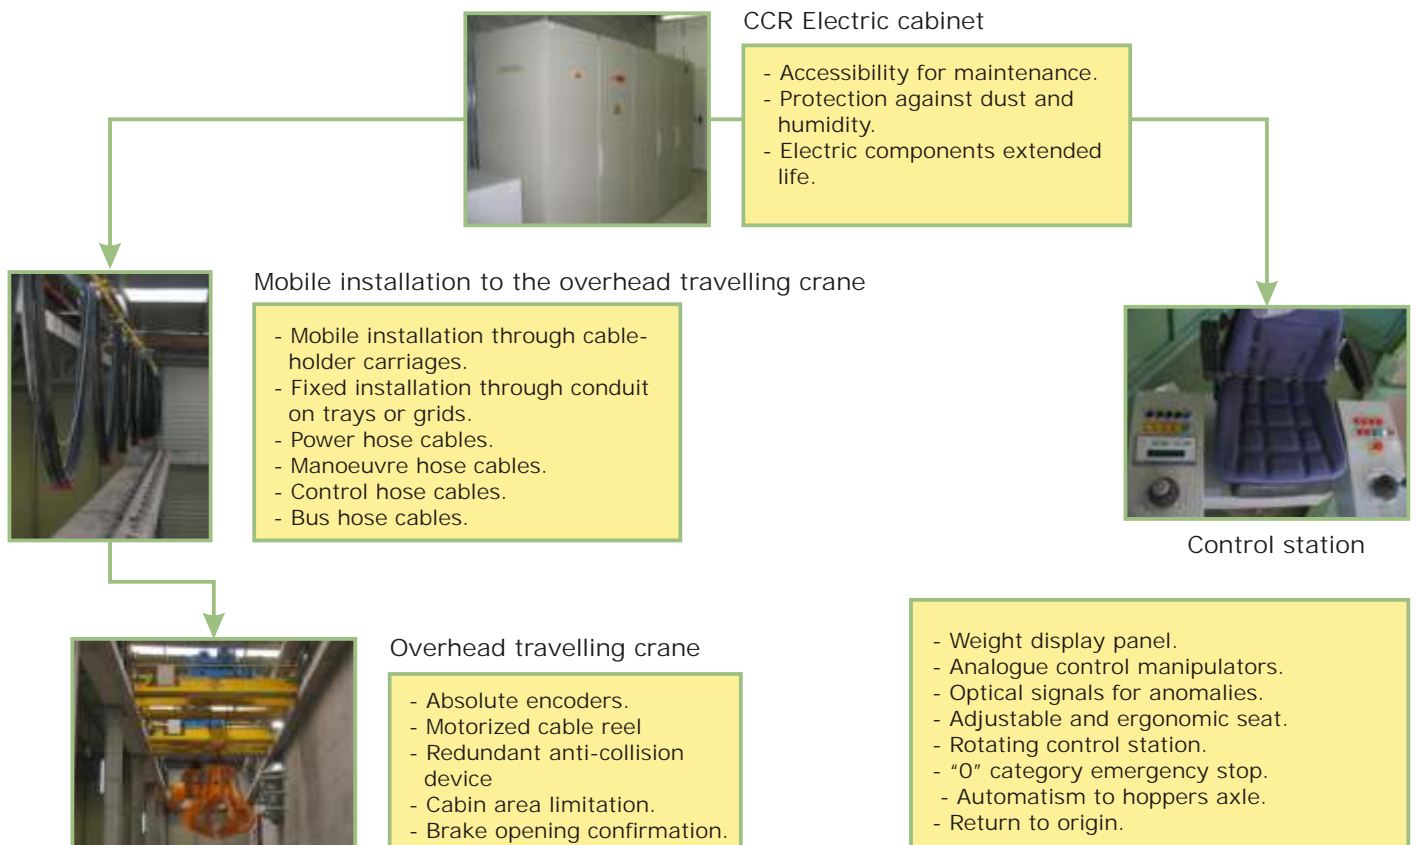 CCR Electric cabinet
- Accessibility for maintenance.
- Protection against dust and
humidity.
- Electric components extended
life.
Mobile installation to the overhead travelling crane
- Mobile installation through cable-
holder carriages.
- Fixed installation through conduit
on trays or grids.
- Power hose cables.
- Manoeuvre hose cables.
- Control hose cables.
- Bus hose cables.
Control station
Overhead travelling crane
- Absolute encoders.
- Motorized cable reel
- Redundant anti-collision
device
- Cabin area limitation.
- Brake opening confirmation.
- Weight display panel.
- Analogue control manipulators.
- Optical signals for anomalies.
- Adjustable and ergonomic seat.
- Rotating control station.
- “0” category emergency stop.
- Automatism to hoppers axle.
- Return to origin.